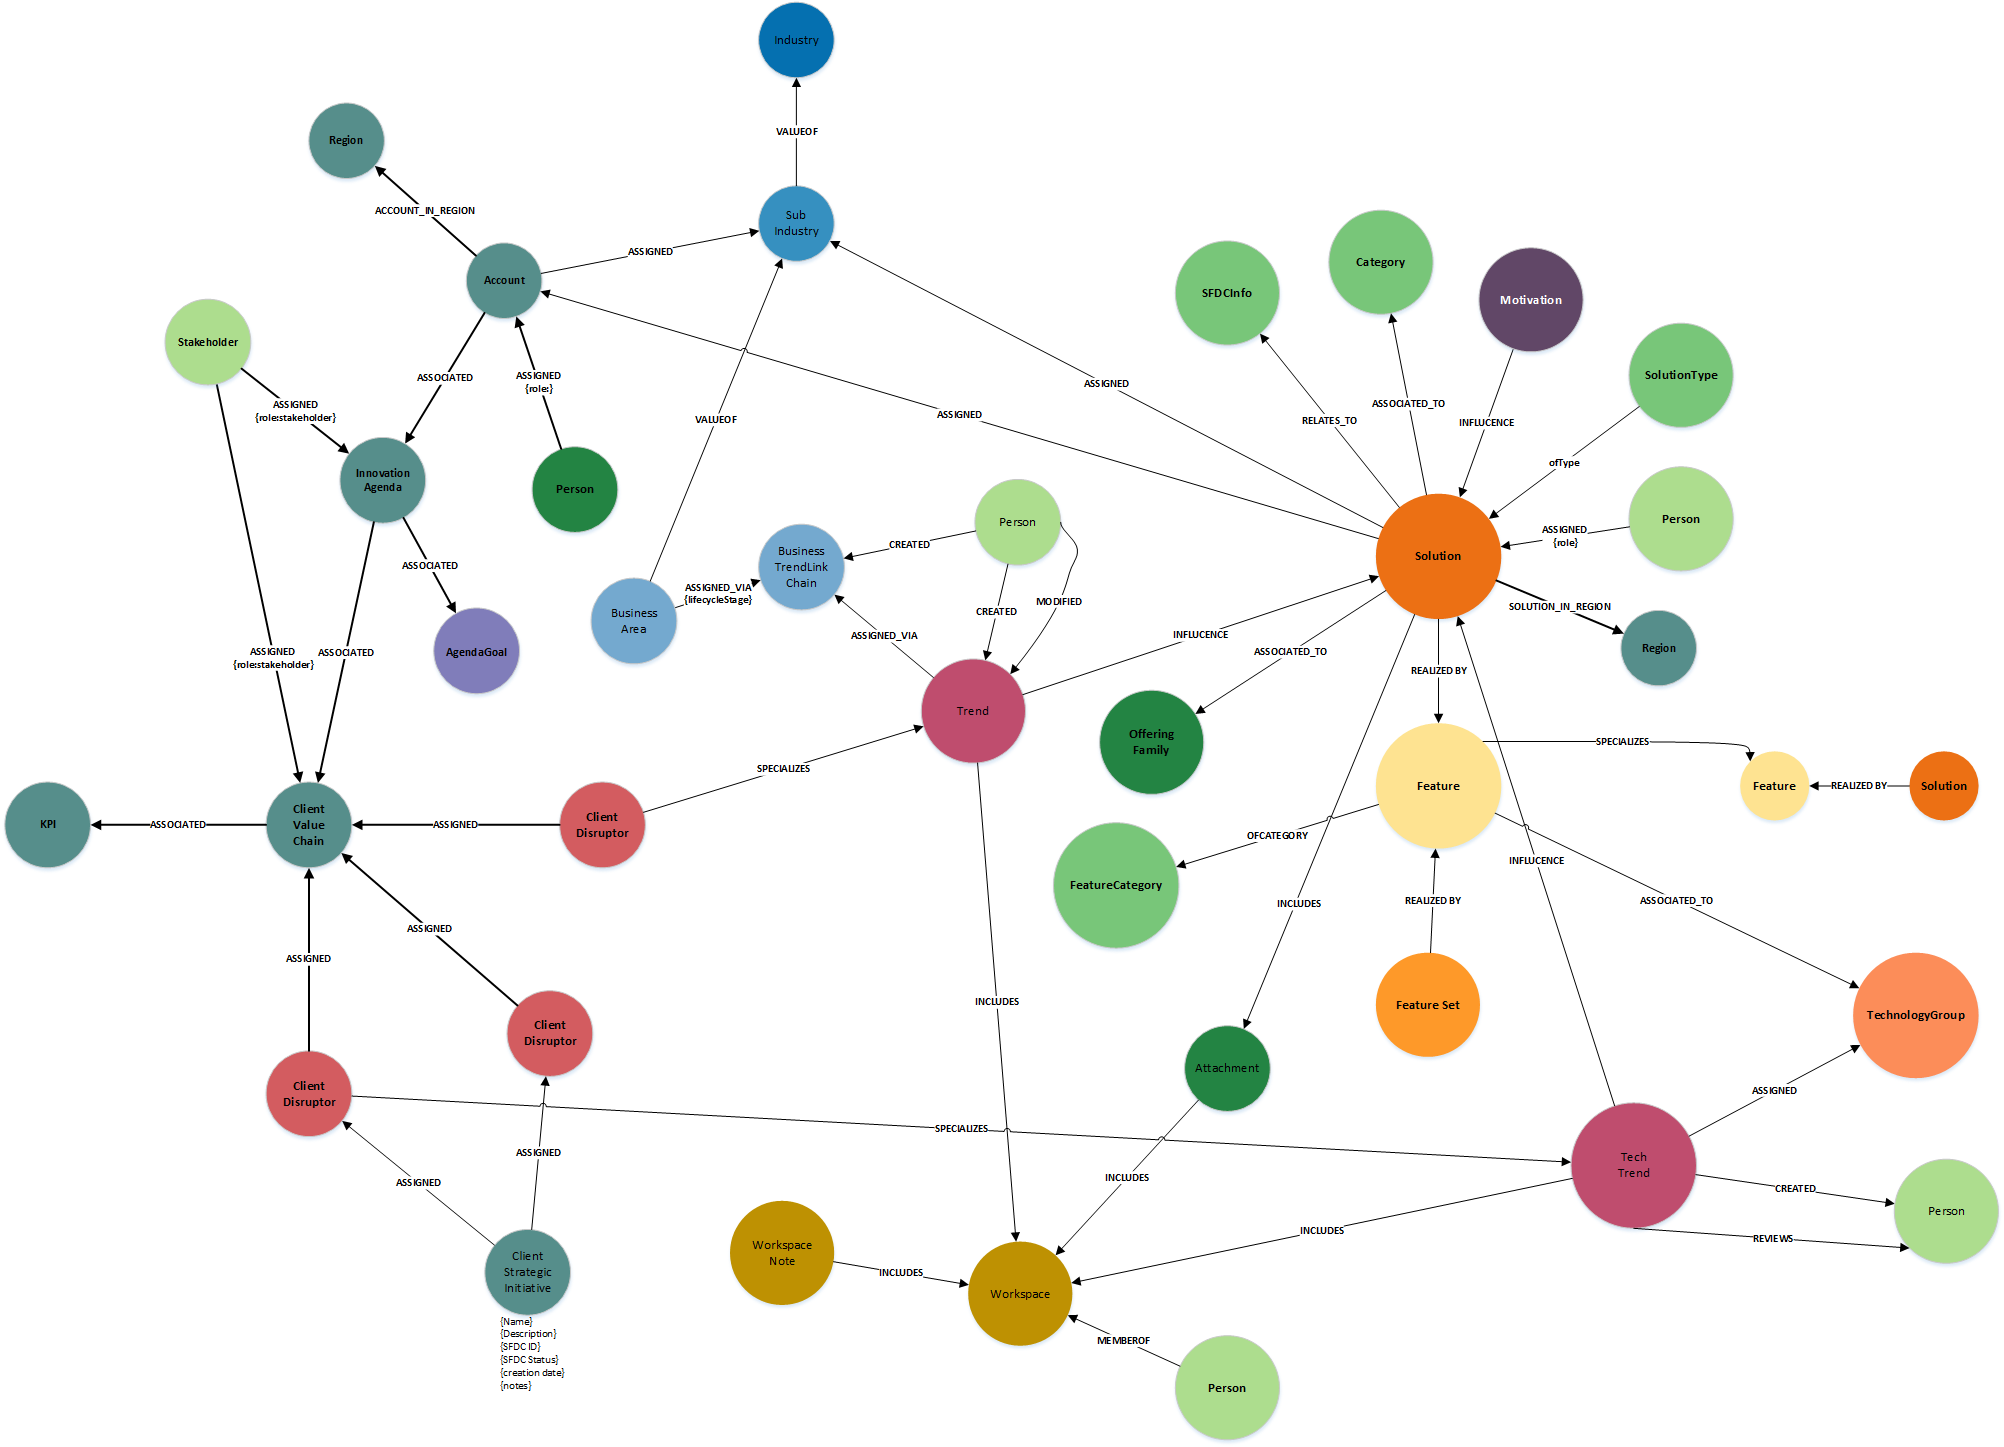 Industry
VALUEOF
Region
ACCOUNT_IN_REGION
Sub
Industry
ASSIGNED
Account
SFDCInfo
Category
Motivation
Stakeholder
SolutionType
ASSOCIATED
ASSIGNED
{role:}
ASSIGNED
{role:stakeholder}
VALUEOF
ASSIGNED
ASSIGNED
RELATES_TO
ASSOCIATED_TO
INFLUCENCE
ofType
Innovation
Agenda
Person
Person
Person
ASSIGNED
{role}
CREATED
Business
TrendLink
Chain
Solution
ASSIGNED_VIA
{lifecycleStage}
Business
Area
CREATED
MODIFIED
ASSOCIATED
SOLUTION_IN_REGION
Region
ASSIGNED_VIA
INFLUCENCE
ASSOCIATED_TO
REALIZED BY
ASSIGNED
{role:stakeholder}
ASSOCIATED
AgendaGoal
Trend
Offering
Family
SPECIALIZES
SPECIALIZES
Feature
Feature
REALIZED BY
Solution
KPI
ASSOCIATED
Client
Value
Chain
ASSIGNED
Client
Disruptor
OFCATEGORY
INFLUCENCE
FeatureCategory
REALIZED BY
ASSOCIATED_TO
INCLUDES
ASSIGNED
ASSIGNED
INCLUDES
Feature Set
TechnologyGroup
Client
Disruptor
Attachment
Client
Disruptor
ASSIGNED
SPECIALIZES
ASSIGNED
ASSIGNED
INCLUDES
Tech
Trend
CREATED
Person
REVIEWS
INCLUDES
Workspace
Note
INCLUDES
Workspace
Client
Strategic
Initiative
{Name}
{Description}
{SFDC ID}
{SFDC Status}
{creation date}
{notes}
MEMBEROF
Person